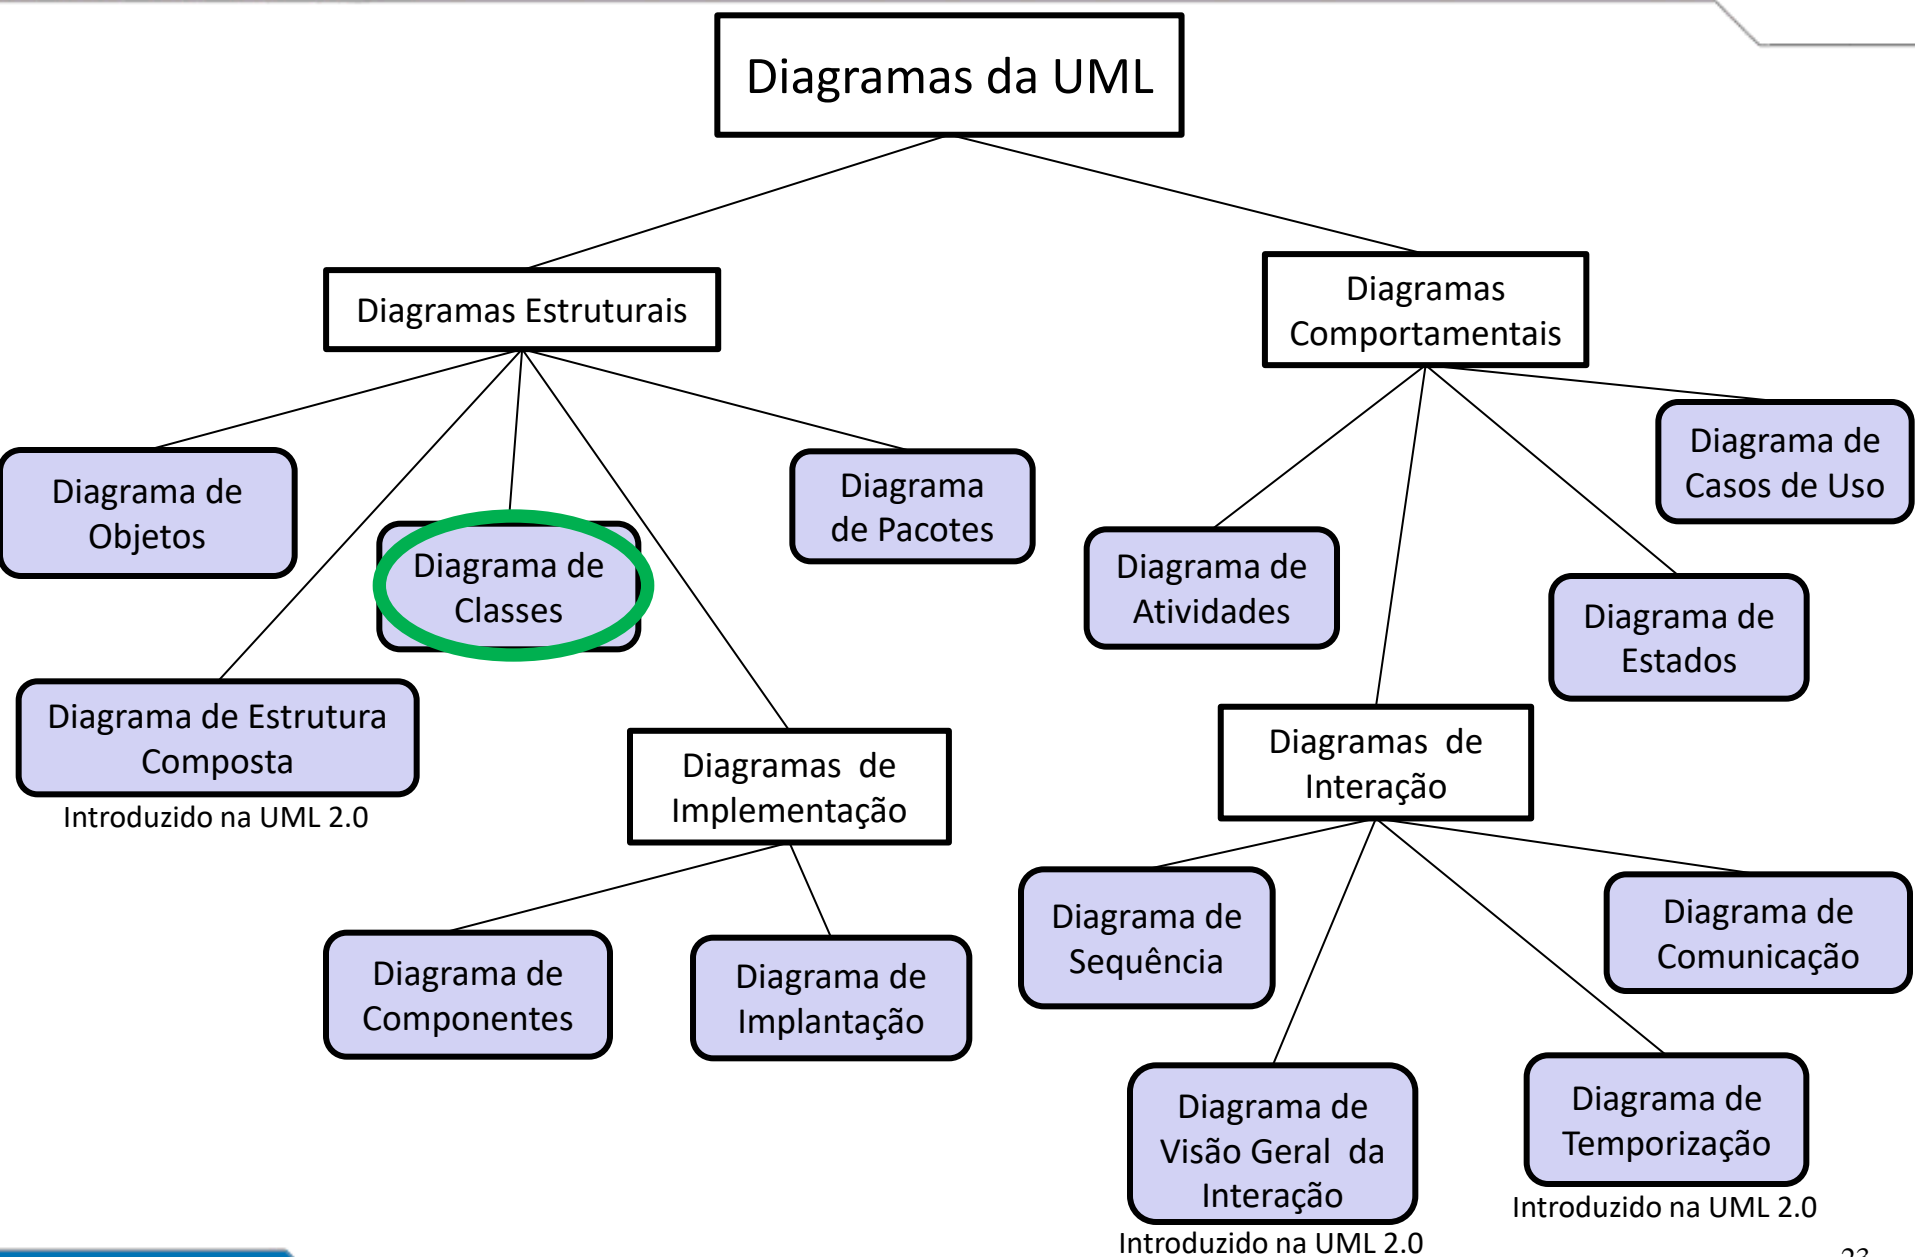 Diagramas da UML
Diagramas Estruturais
Diagramas
Comportamentais
Diagrama de
Objetos
Diagrama de
Classes
Diagrama
de Pacotes
Diagrama de
Atividades
Diagrama de
Casos de Uso
Diagrama de
Estados
Diagrama de Estrutura
Composta
Introduzido na UML 2.0
Diagramas de
Implementação
Diagramas de
Interação
Diagrama de
Componentes
Diagrama de
Implantação
Diagrama de
Sequência
Diagrama de
Comunicação
Diagrama de
Visão Geral da
Interação
Introduzido na UML 2.0
Diagrama de
Temporização
Introduzido na UML 2.0
23